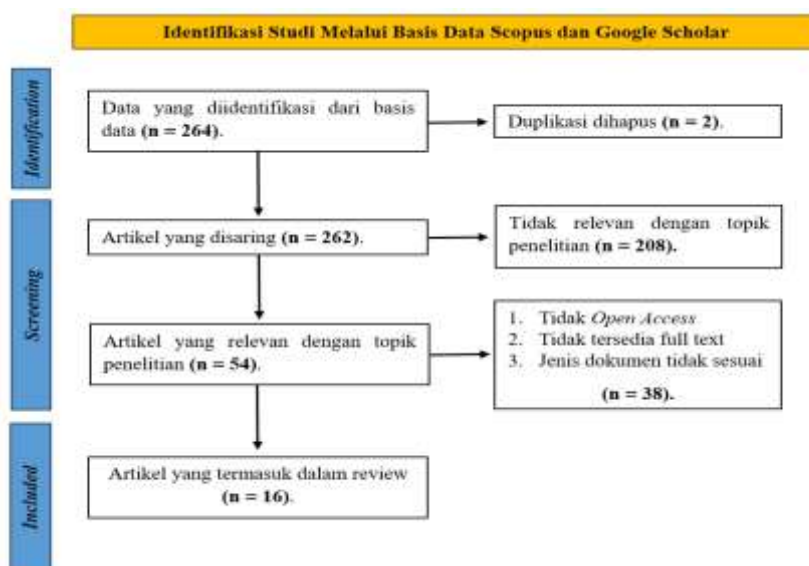 Identifikasi Studi Melalui Basis Data Scopus dan Google Scholar
Identification
Data yang diidentifikasi dari basis
data (n = 264).
Duplikasi dihapus (n = 2).
Screening
Artikel yang disaring (n = 262).
Tidak relevan dengan topik
penelitian (n = 208).
Artikel yang relevan dengan topik
penelitian (n = 54).
1. Tidak Open Access
2. Tidak tersedia full text
3. Jenis dokumen tidak sesuai
(n = 38).
Included
Artikel yang termasuk dalam review
(n = 16).